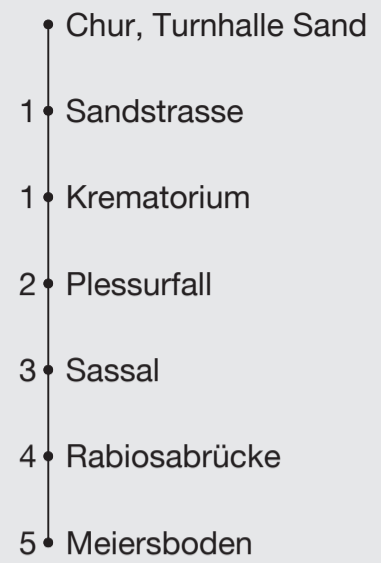 Chur, Turnhalle Sand
1 Sandstrasse
1 Krematorium
2 Plessurfall
3 Sassal
4 Rabiosabrücke
5 Meiersboden